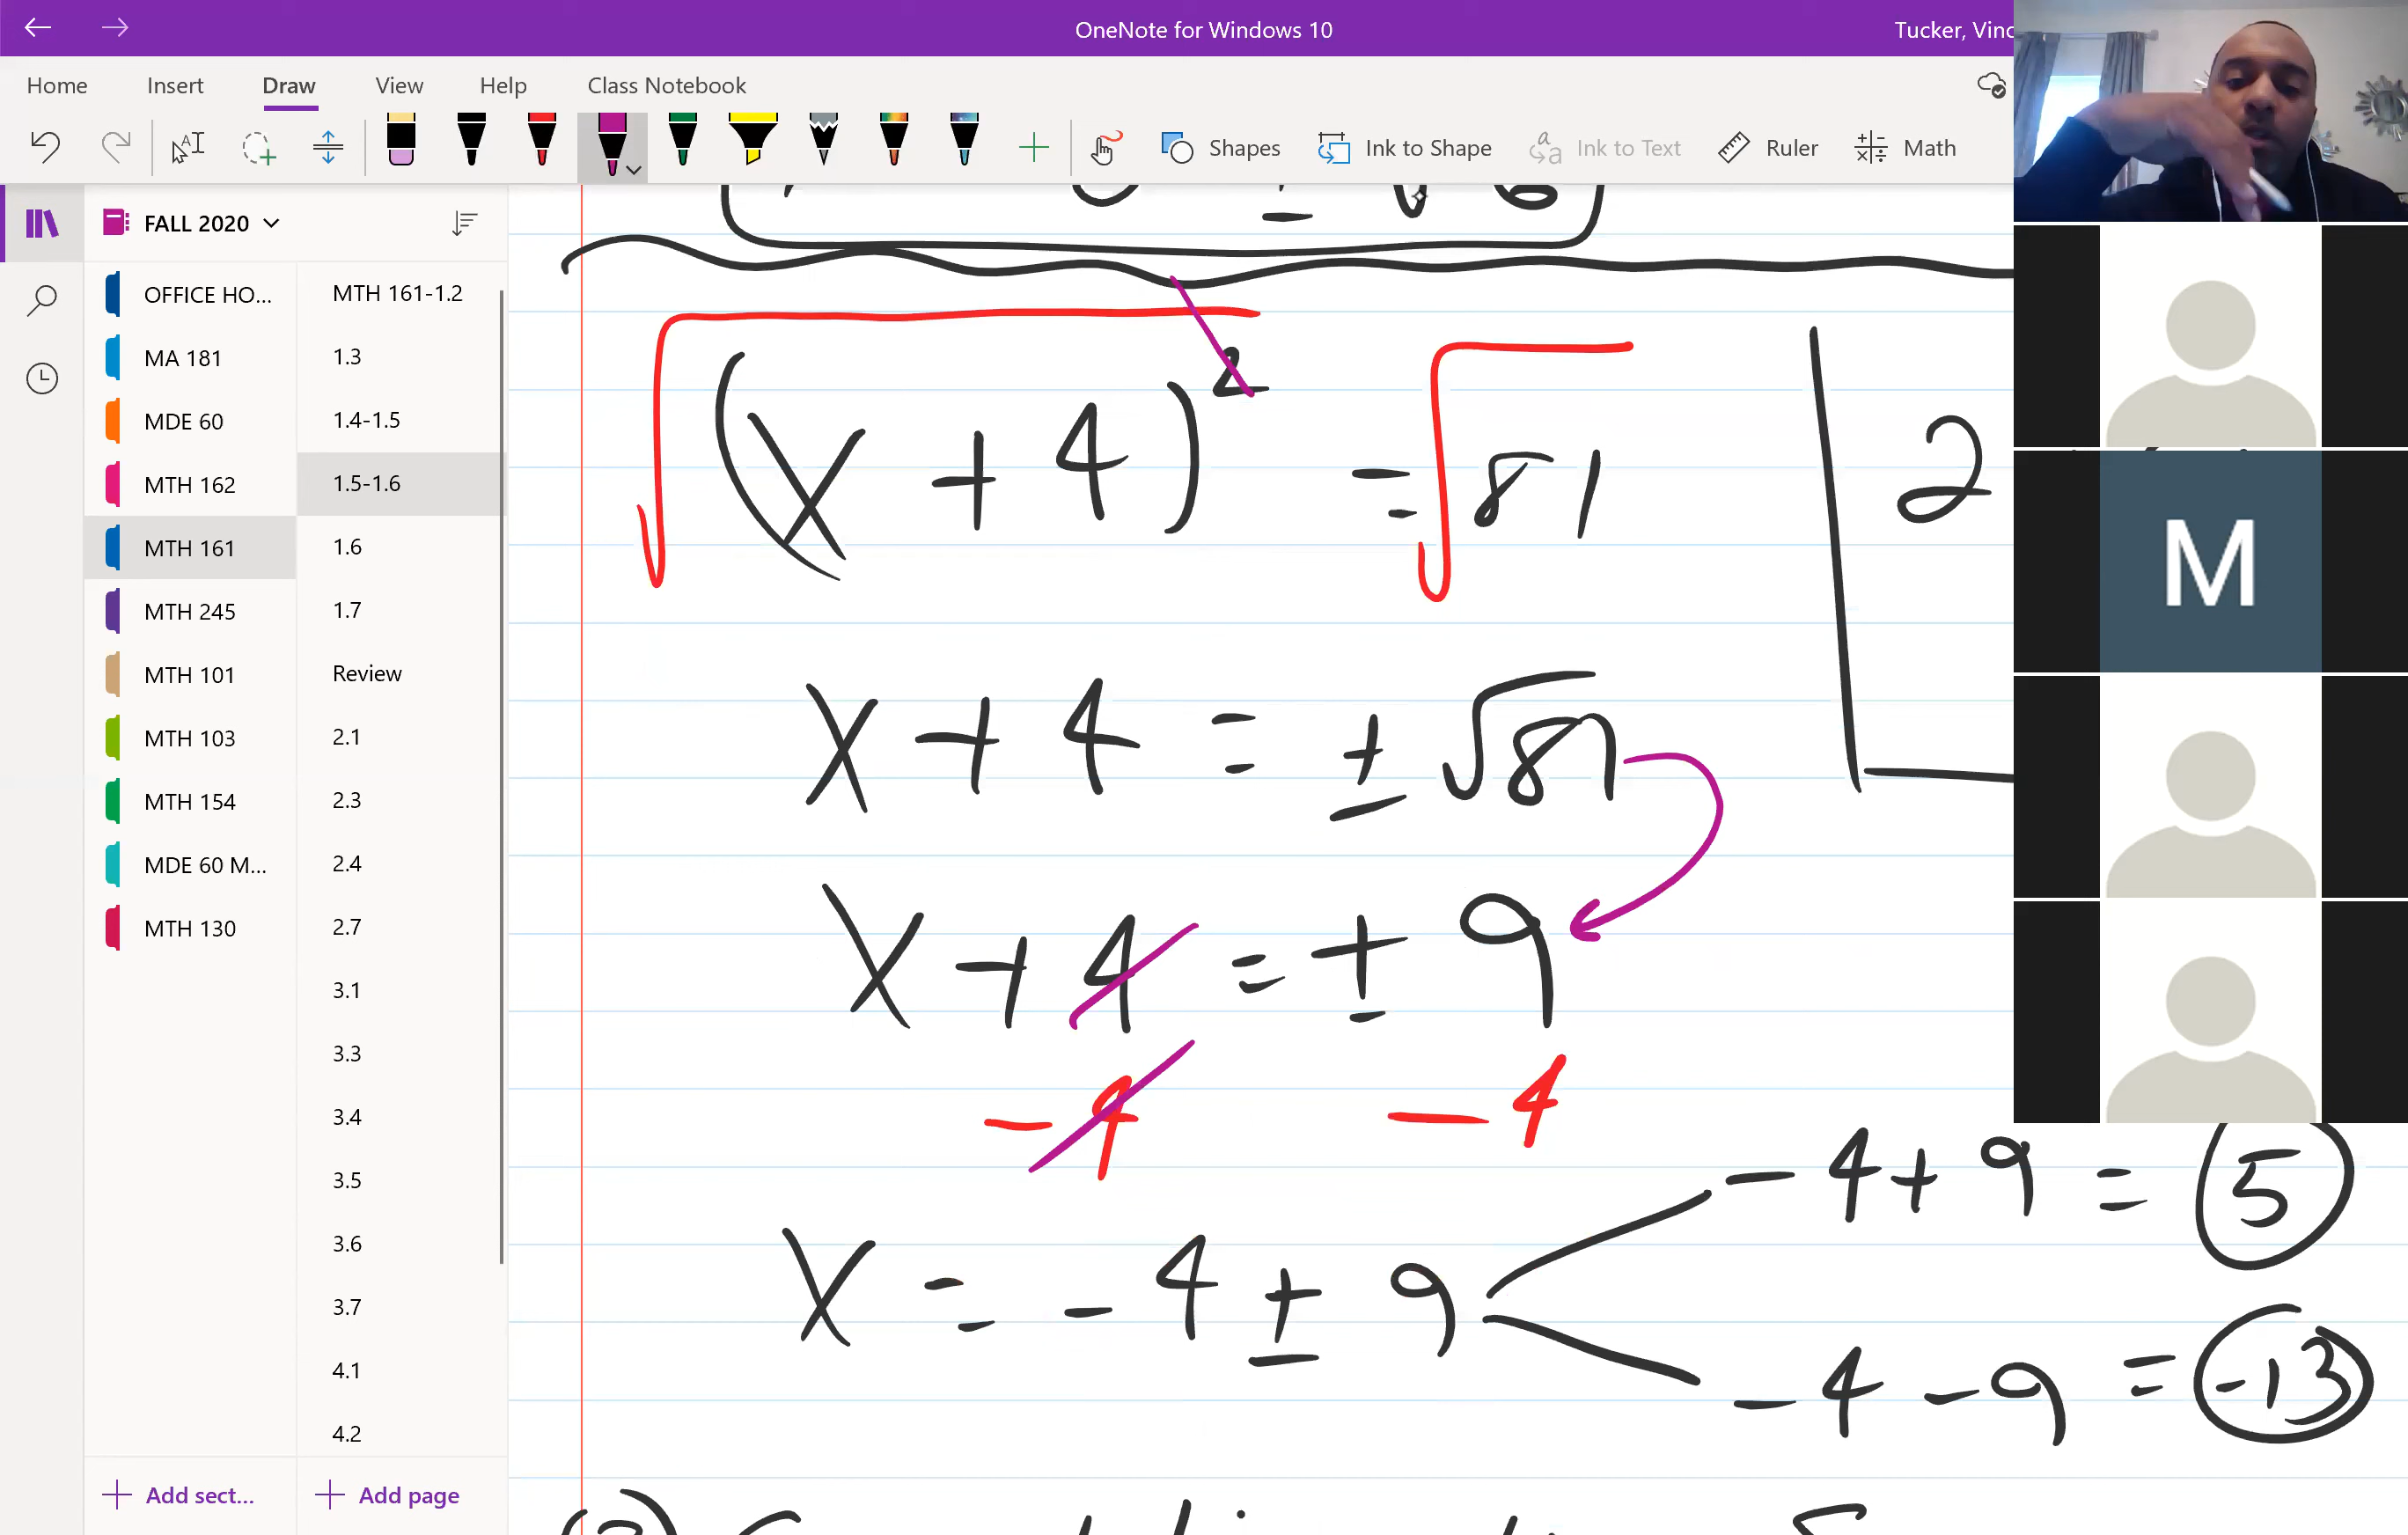 OneNote for Windows 10
Tucker, Vinc
Home Insert Draw View Help Class Notebook
Shapes Ink to Shape Ink to Text Ruler Math
FALL 2020
OFFICE HO...
MA 181
MDE 60
MTH 162
MTH 161
MTH 245
MTH 101
MTH 103
MTH 154
MDE 60 M...
MTH 130
Add sect...
MTH 161-1.2
1.3
1.4-1.5
1.5-1.6
1.6
1.7
Review
2.1
2.3
2.4
2.7
3.1
3.3
3.4
3.5
3.6
3.7
4.1
4.2
Add page
√(x + 4)² = √81
2
x + 4 = ± √81
x + 4 = ± 9
- 4 - 4
x = - 4 ± 9
- 4 + 9 = 5
- 4 - 9 = -13
M